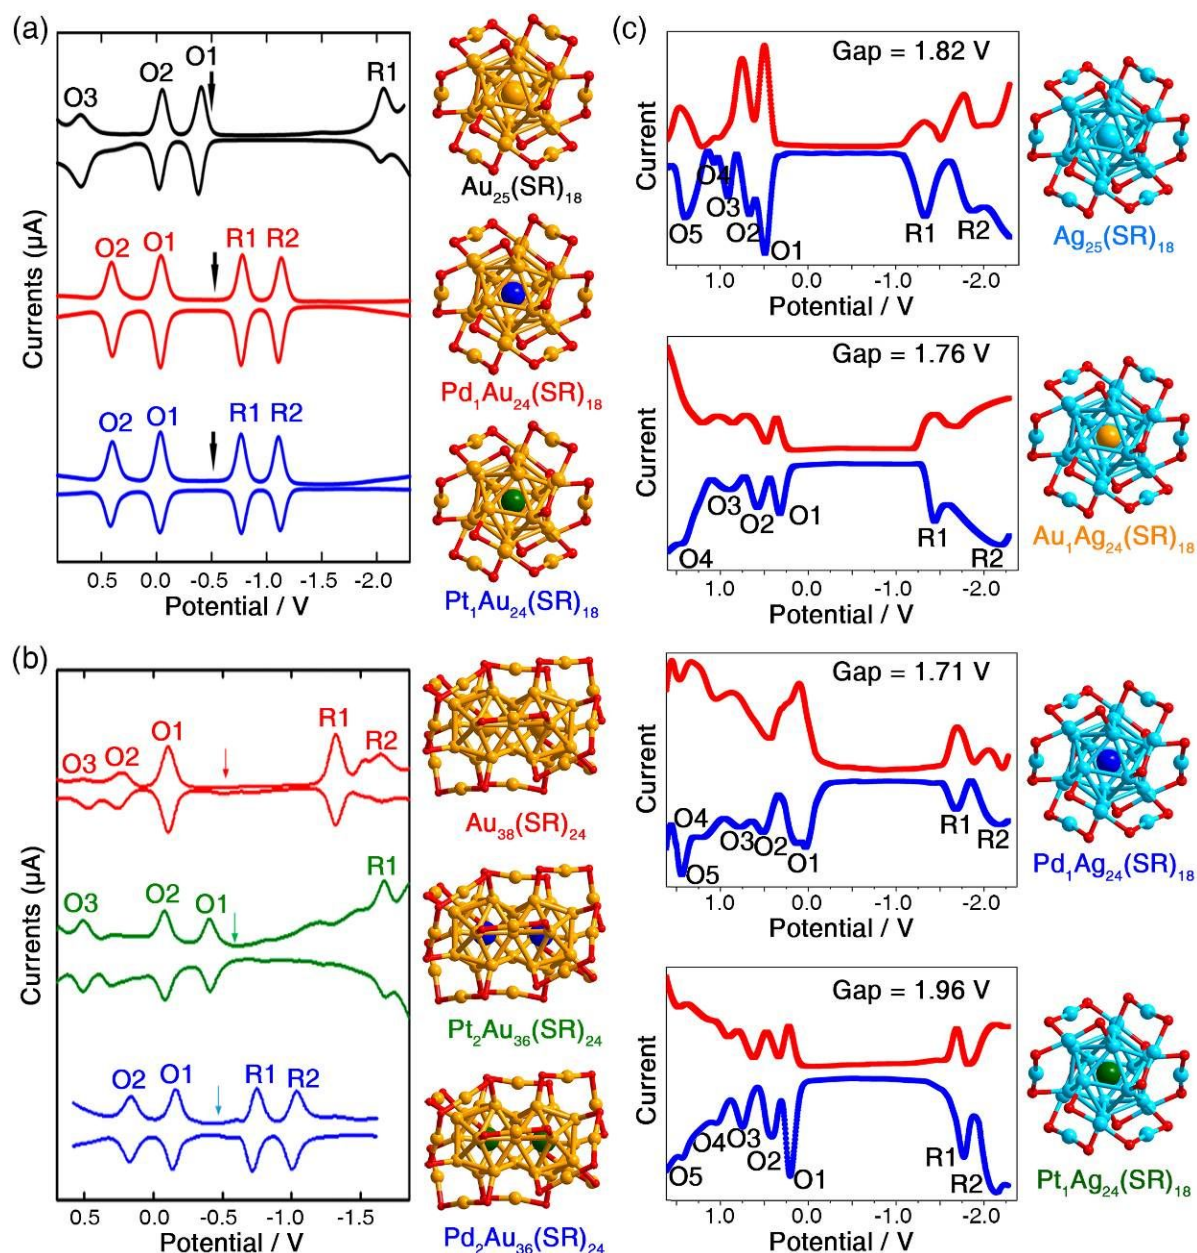 (a)
O3
O2
O1
R1
Au25(SR)18
O2
O1
R1
R2
Pd1Au24(SR)18
O2
O1
R1
R2
Pt1Au24(SR)18
Currents (µA)
0.5 0.0 -0.5 -1.0 -1.5 -2.0
Potential / V
(b)
O3
O2
O1
R1
R2
Au38(SR)24
O3
O2
O1
R1
Pt2Au36(SR)24
O2
O1
R1
R2
Pd2Au36(SR)24
Currents (µA)
0.5 0.0 -0.5 -1.0 -1.5
Potential / V
(c)
Gap = 1.82 V
Current
O5
O4
O3
O2
O1
R1
R2
1.0 0.0 -1.0 -2.0
Potential / V
Ag25(SR)18
Gap = 1.76 V
Current
O4
O3
O2
O1
R1
R2
1.0 0.0 -1.0 -2.0
Potential / V
Au1Ag24(SR)18
Gap = 1.71 V
Current
O4
O5
O3
O2
O1
R1
R2
1.0 0.0 -1.0 -2.0
Potential / V
Pd1Ag24(SR)18
Gap = 1.96 V
Current
O5
O4
O3
O2
O1
R1
R2
1.0 0.0 -1.0 -2.0
Potential / V
Pt1Ag24(SR)18